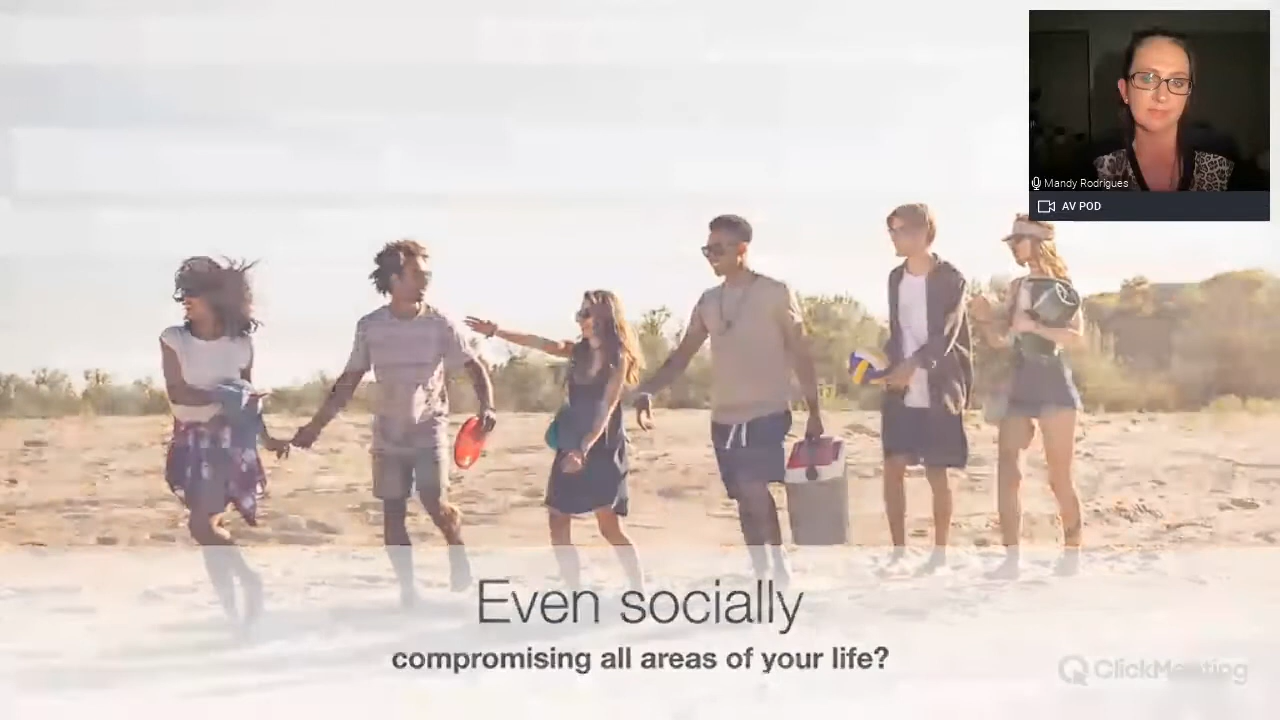 Mandy Rodrigues
AV POD
Even socially
compromising all areas of your life?
ClickMeeting